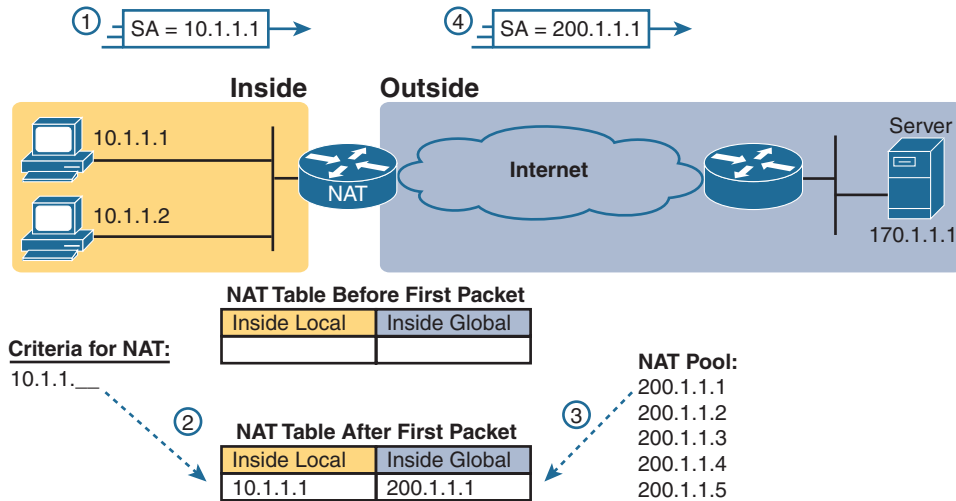 1
SA = 10.1.1.1
4
SA = 200.1.1.1
Inside
Outside
10.1.1.1
10.1.1.2
NAT
Internet
Server
170.1.1.1
NAT Table Before First Packet
Inside Local
Inside Global
Criteria for NAT:
10.1.1.__
2
NAT Table After First Packet
Inside Local
Inside Global
10.1.1.1
200.1.1.1
3
NAT Pool:
200.1.1.1
200.1.1.2
200.1.1.3
200.1.1.4
200.1.1.5